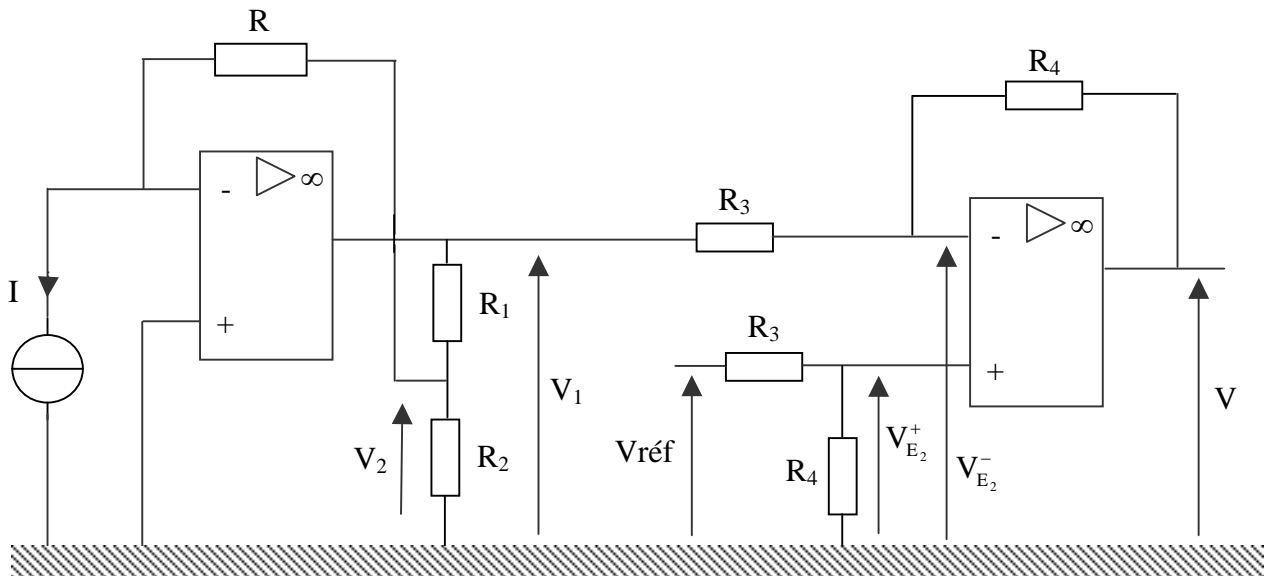 R
R₄
- ▷ ∞
R₃
- ▷ ∞
I
R₁
+
R₃
V₁
+
V
Vréf
V₂
R₂
R₄
V⁺E₂
V⁻E₂